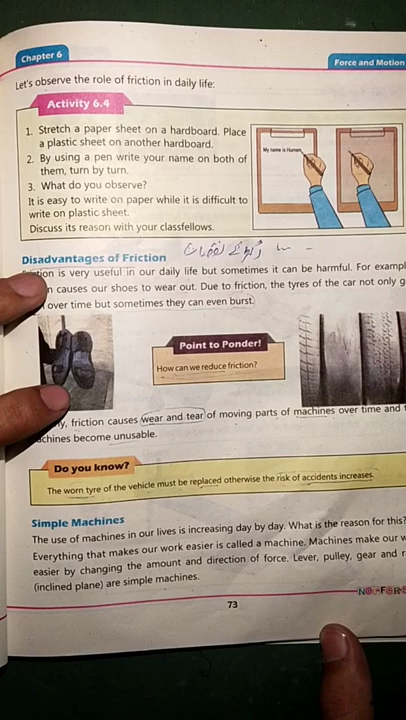 Chapter 6
Force and Motion
Let's observe the role of friction in daily life:
Activity 6.4
1. Stretch a paper sheet on a hardboard. Place
a plastic sheet on another hardboard.
2. By using a pen write your name on both of
them, turn by turn.
3. What do you observe?
It is easy to write on paper while it is difficult to
write on plastic sheet.
Discuss its reason with your classfellows.
My name is
Disadvantages of Friction
is very useful in our daily life but sometimes it can be harmful. For
causes our shoes to wear out. Due to friction, the tyres of the car not only
over time but sometimes they can even burst.
Point to Ponder!
How can we reduce friction?
friction causes wear and tear of moving parts of machines over time and
become unusable.
Do you know?
The worn tyre of the vehicle must be replaced otherwise the risk of accidents increases.
Simple Machines
The use of machines in our lives is increasing day by day. What is the reason for this?
Everything that makes our work easier is called a machine. Machines make our
easier by changing the amount and direction of force. Lever, pulley, gear and
(inclined plane) are simple machines.
73